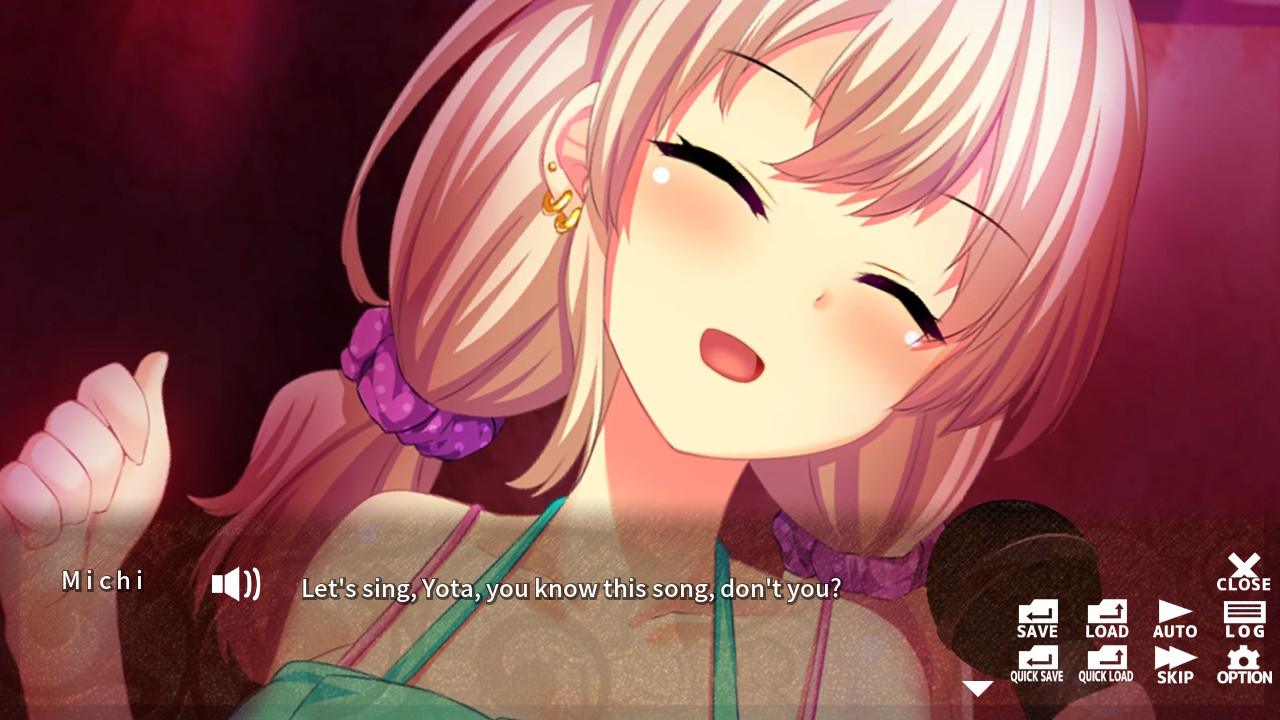 Michi
Let's sing, Yota, you know this song, don't you?
CLOSE
SAVE
LOAD
AUTO
LOG
QUICK SAVE
QUICK LOAD
SKIP
OPTION